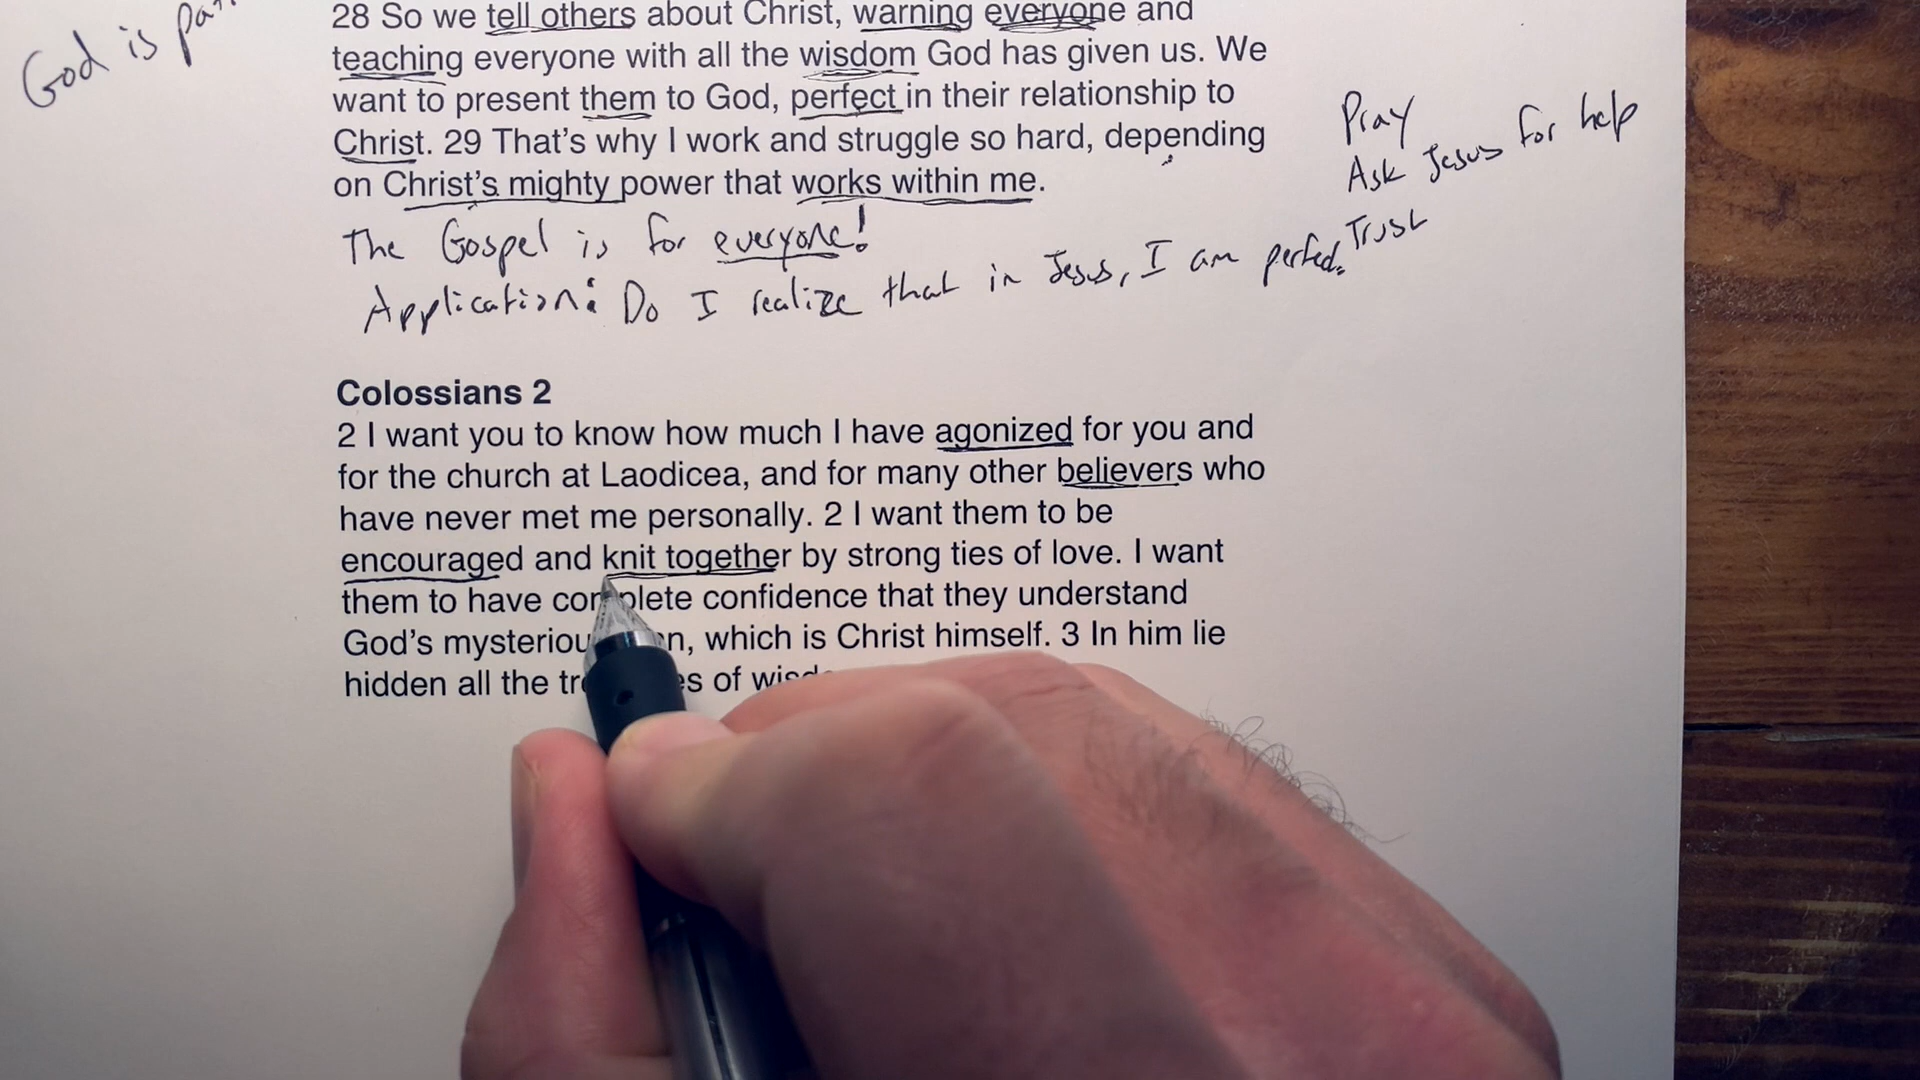 God is
28 So we tell others about Christ, warning everyone and
teaching everyone with all the wisdom God has given us. We
want to present them to God, perfect in their relationship to
Christ. 29 That's why I work and struggle so hard, depending
on Christ's mighty power that works within me.
Pray
Ask Jesus for help
Trust
The Gospel is for everyone!
Application: Do I realize that in Jesus, I am perfect.
Colossians 2
2 I want you to know how much I have agonized for you and
for the church at Laodicea, and for many other believers who
have never met me personally. 2 I want them to be
encouraged and knit together by strong ties of love. I want
them to have complete confidence that they understand
God's mysterious which is Christ himself. 3 In him lie
hidden all the of